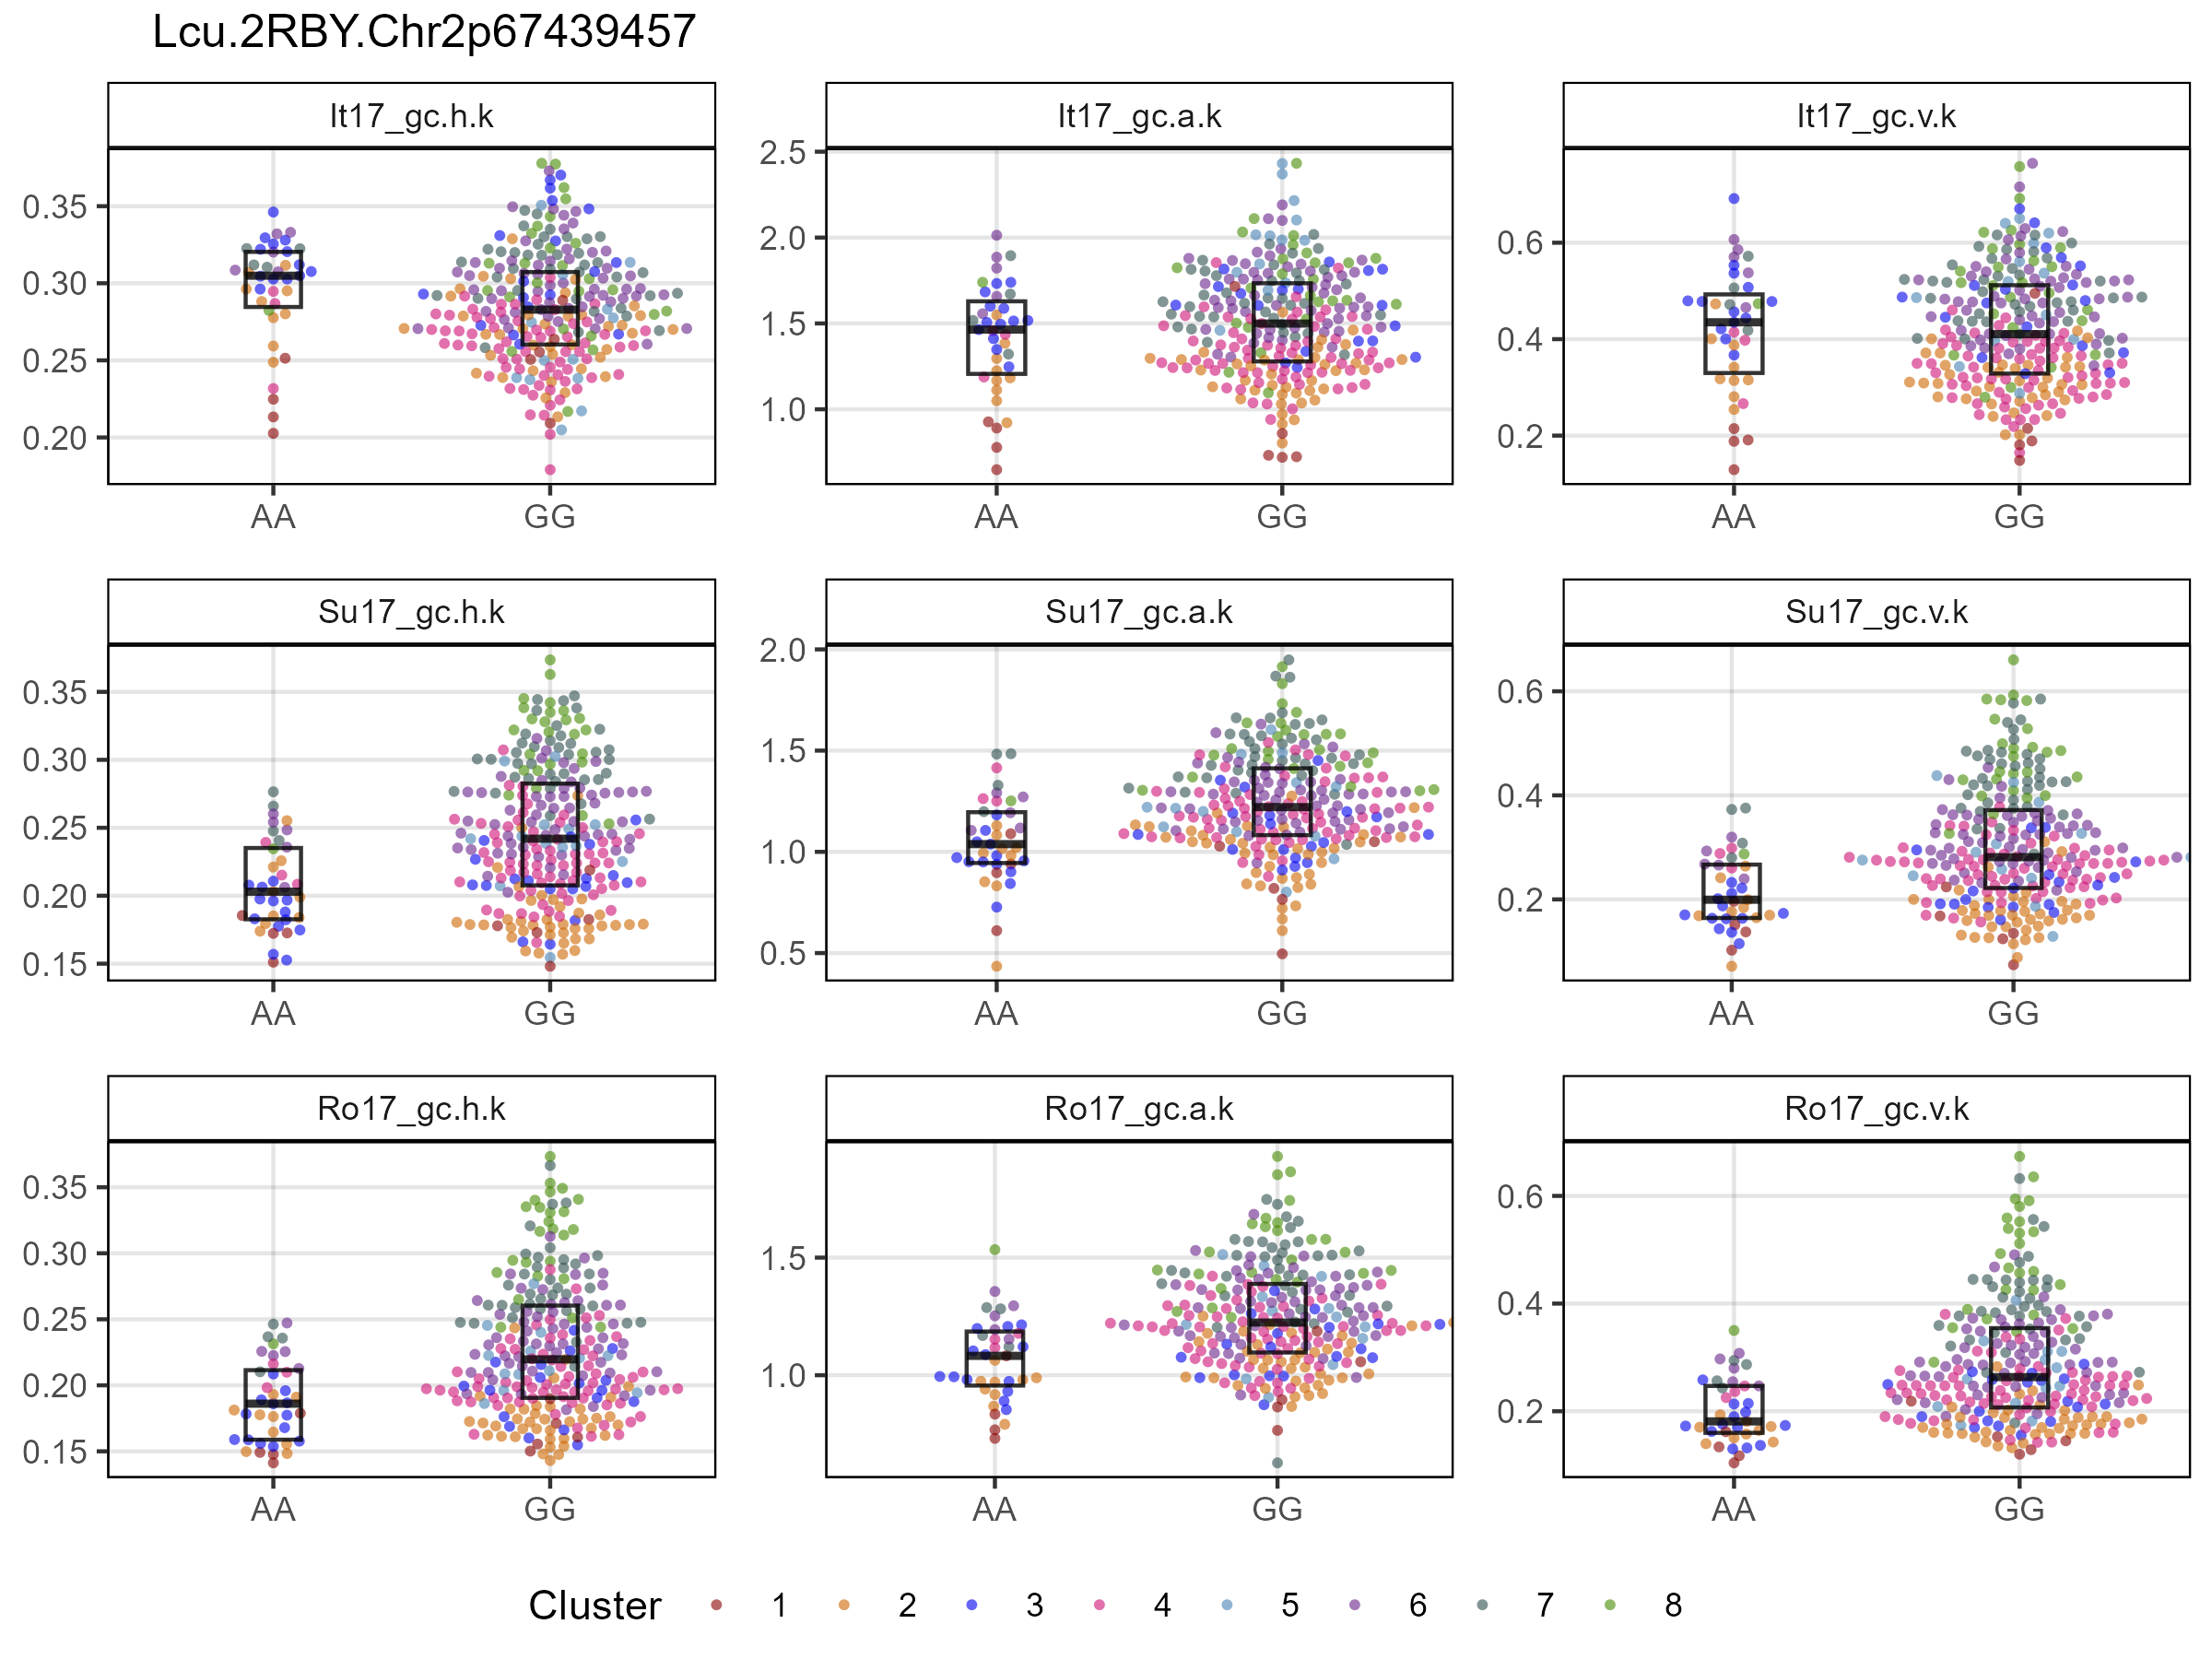 Lcu.2RBY.Chr2p67439457
It17_gc.h.k
It17_gc.a.k
It17_gc.v.k
0.35
0.30
0.25
0.20
2.5
2.0
1.5
1.0
0.6
0.4
0.2
AA
GG
AA
GG
AA
GG
Su17_gc.h.k
Su17_gc.a.k
Su17_gc.v.k
0.35
0.30
0.25
0.20
0.15
2.0
1.5
1.0
0.5
0.6
0.4
0.2
AA
GG
AA
GG
AA
GG
Ro17_gc.h.k
Ro17_gc.a.k
Ro17_gc.v.k
0.35
0.30
0.25
0.20
0.15
1.5
1.0
0.6
0.4
0.2
AA
GG
AA
GG
AA
GG
Cluster 1 2 3 4 5 6 7 8